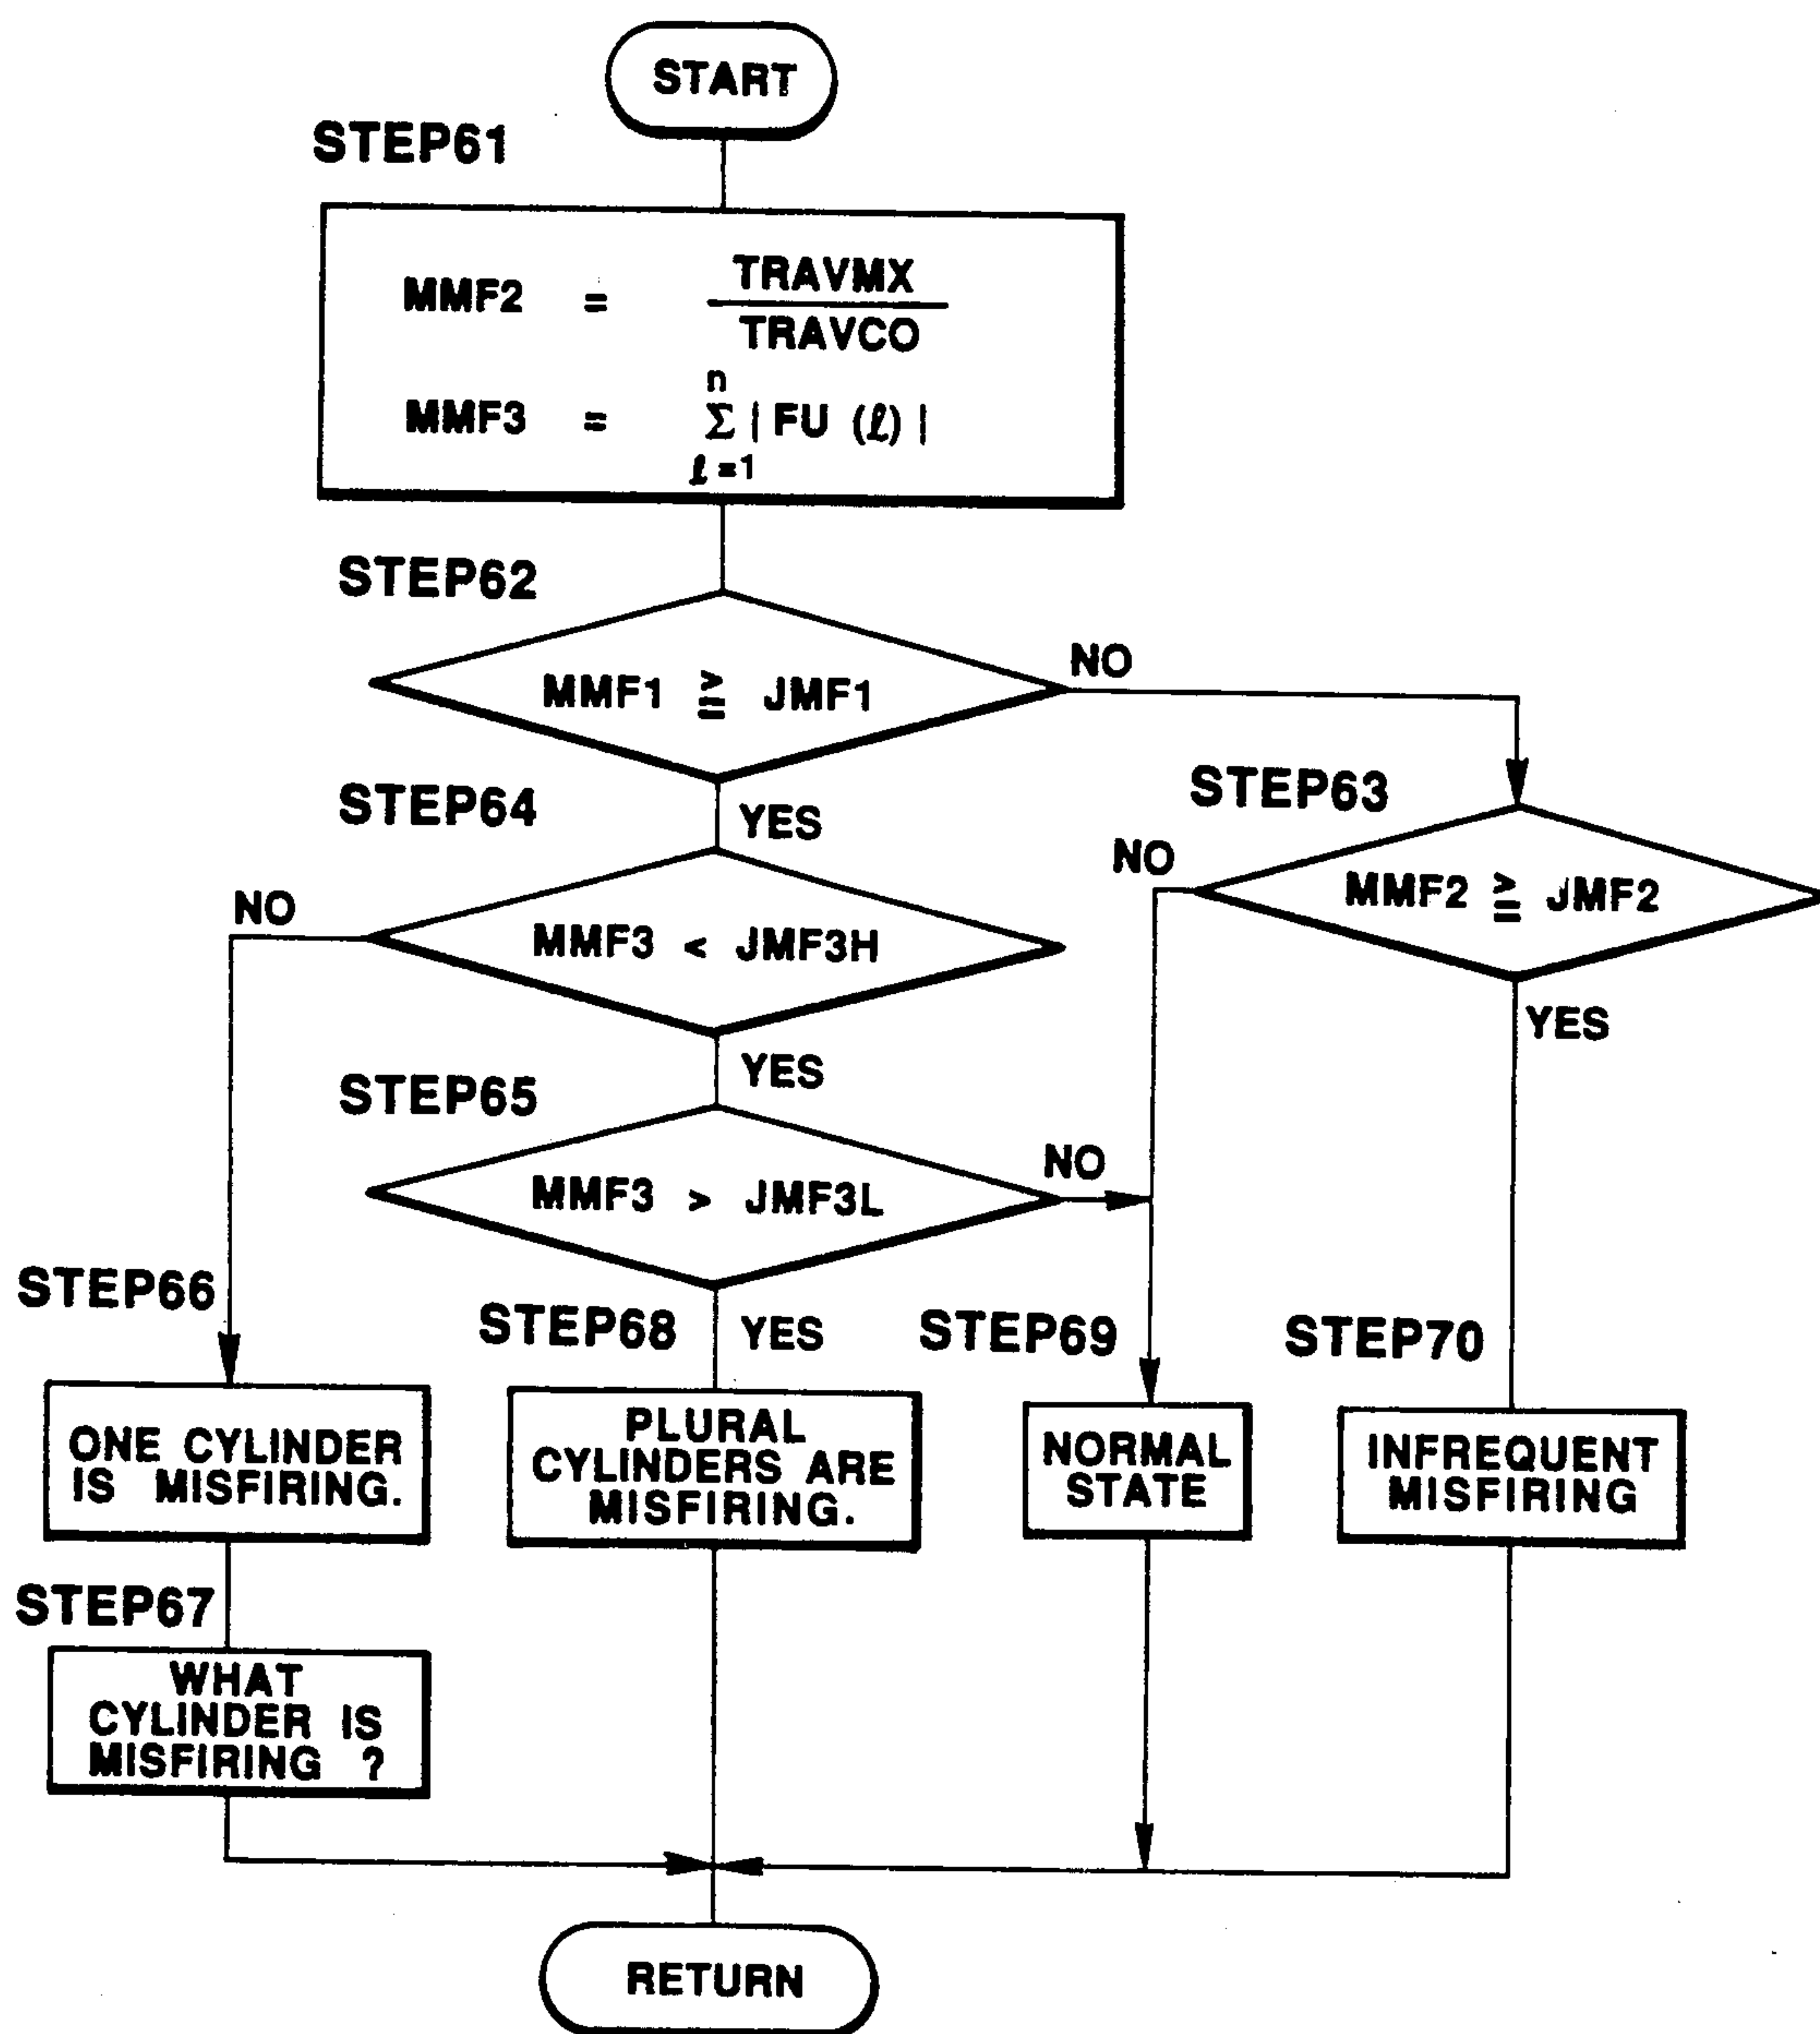 START
STEP61
MMF2 = TRAVMX / TRAVCO
MMF3 = n Σ ℓ=1 | FU (ℓ) |
STEP62
MMF1 ≧ JMF1
NO
STEP63
STEP64
YES
NO
MMF2 ≧ JMF2
NO
MMF3 < JMF3H
YES
YES
STEP65
NO
MMF3 > JMF3L
STEP66
STEP68
YES
STEP69
STEP70
ONE CYLINDER
IS MISFIRING.
PLURAL
CYLINDERS ARE
MISFIRING.
NORMAL
STATE
INFREQUENT
MISFIRING
STEP67
WHAT
CYLINDER IS
MISFIRING ?
RETURN